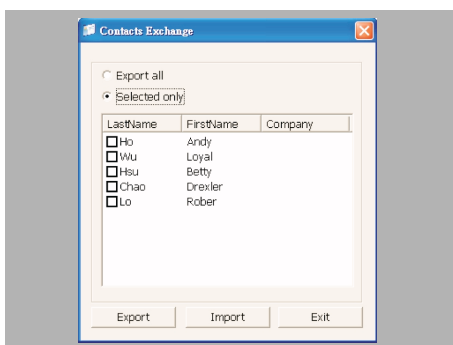 Contacts Exchange
Export all
Selected only
LastName FirstName Company
Ho Andy
Wu Loyal
Hsu Betty
Chao Drexler
Lo Rober
Export Import Exit